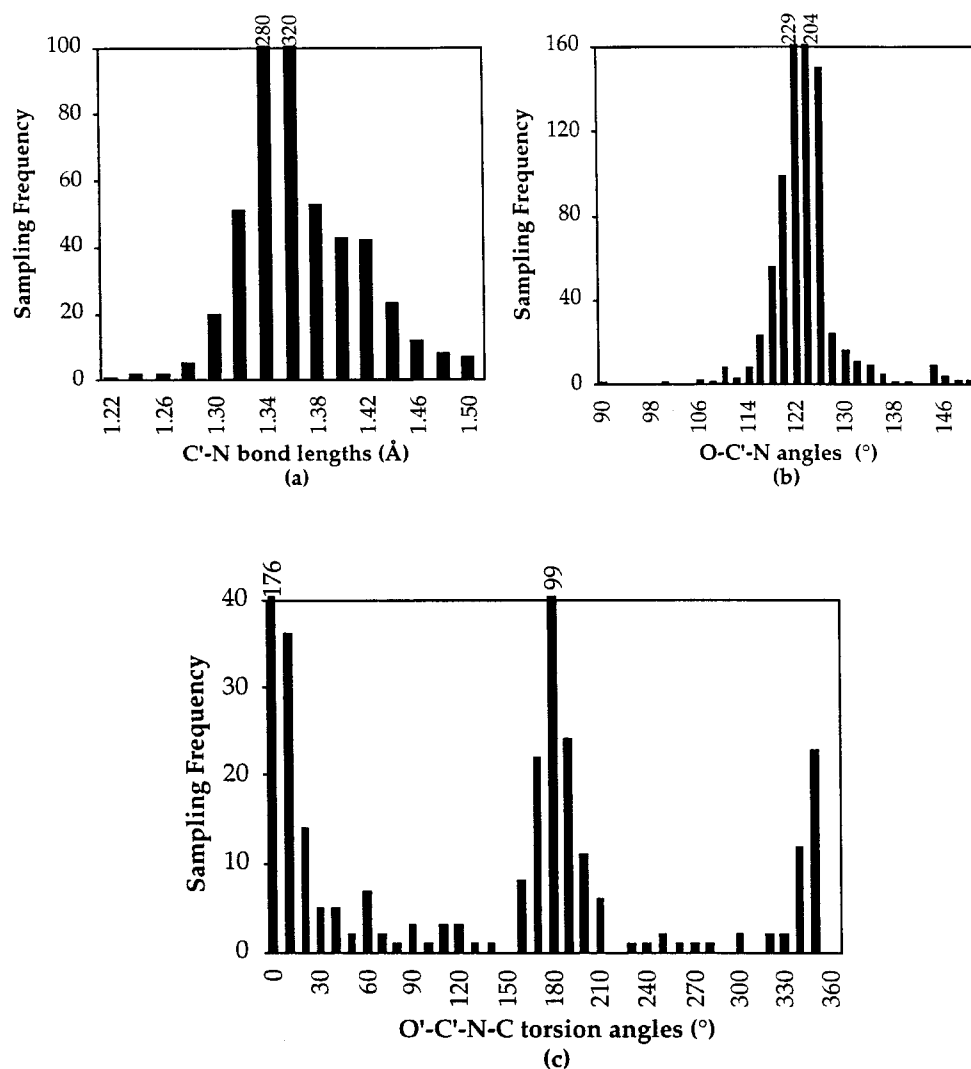 280 320
100
80
60
40
20
0
Sampling Frequency
1.22 1.26 1.30 1.34 1.38 1.42 1.46 1.50
C'-N bond lengths (Å)
(a)
229 204
160
120
80
40
0
Sampling Frequency
90 98 106 114 122 130 138 146
O-C'-N angles (°)
(b)
176 99
40
30
20
10
0
Sampling Frequency
0 30 60 90 120 150 180 210 240 270 300 330 360
O'-C'-N-C torsion angles (°)
(c)